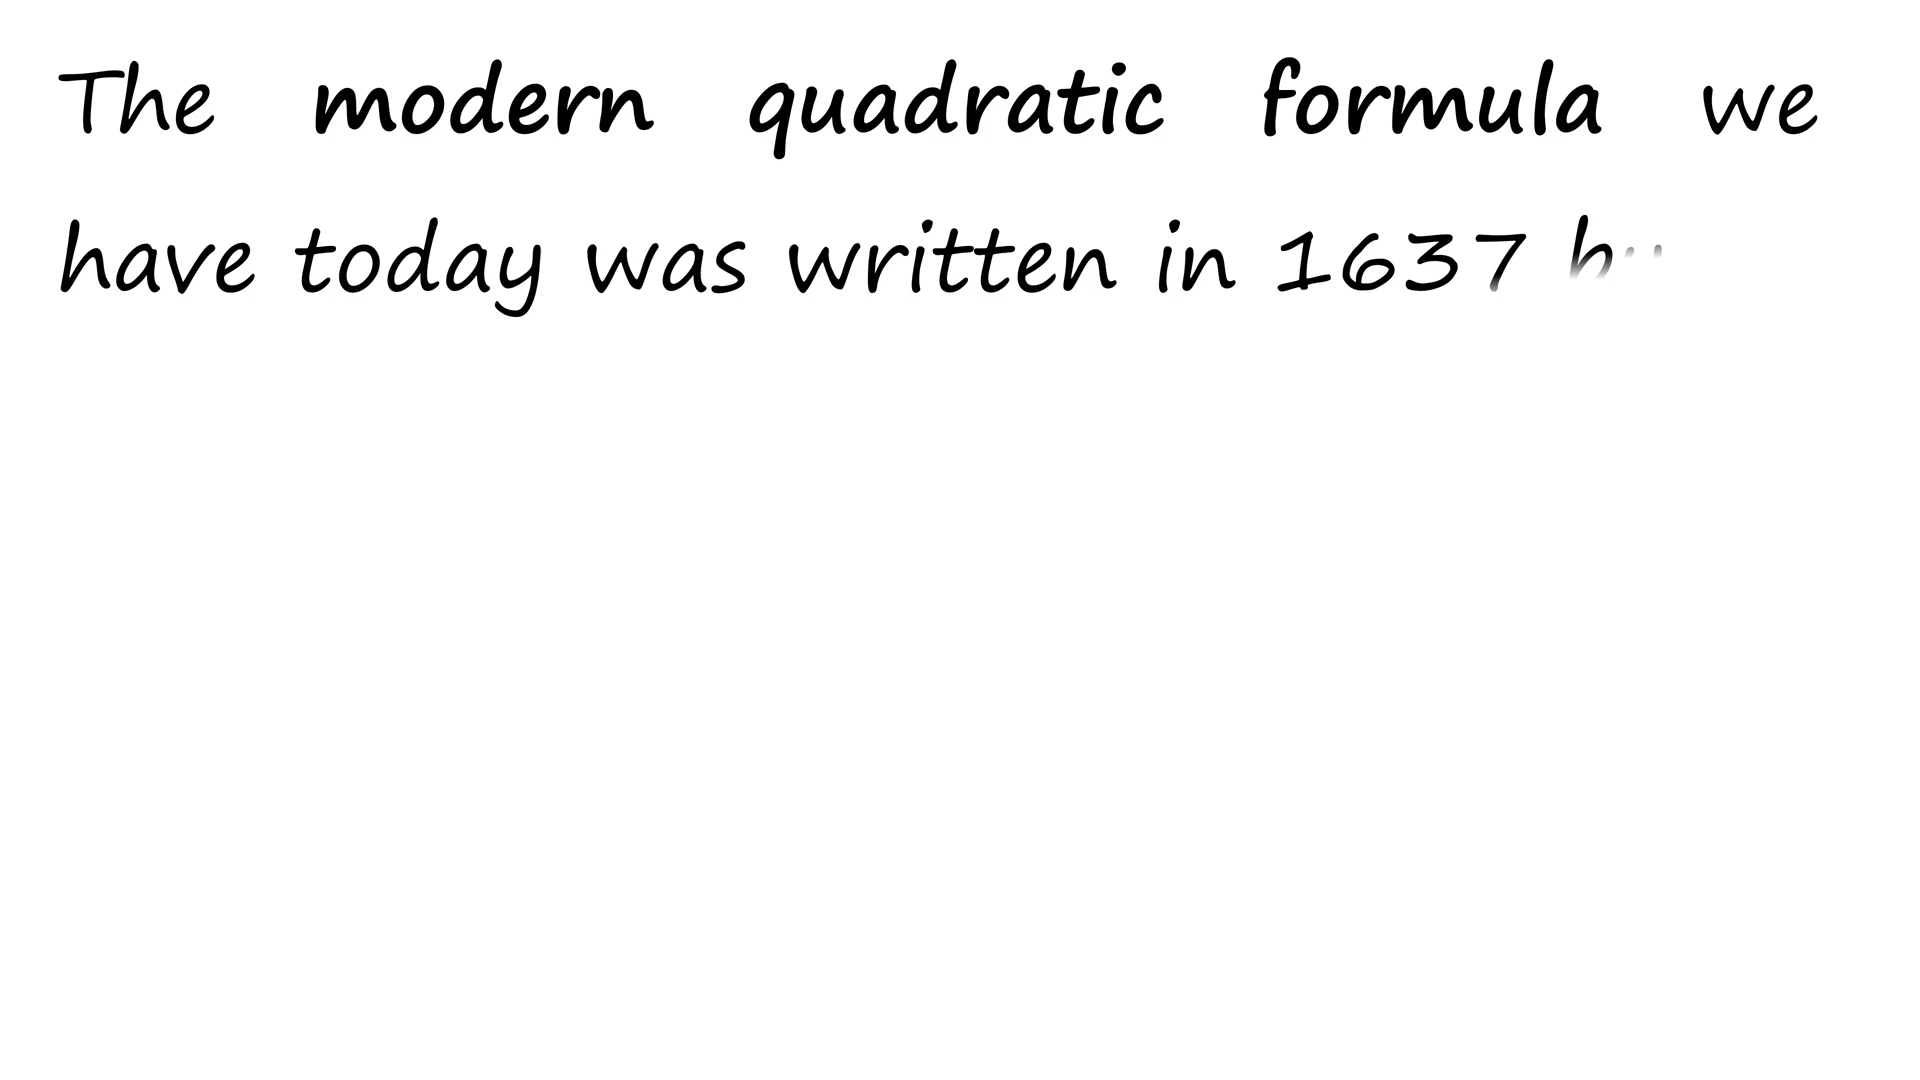 The modern quadratic formula we
have today was written in 1637